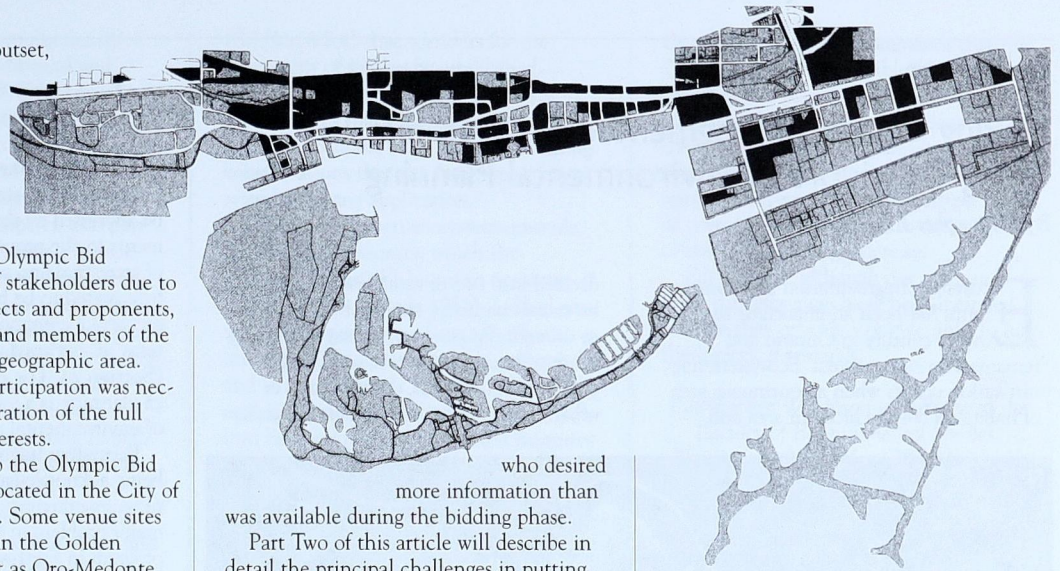 outset,
Olympic Bid
stakeholders due to
ects and proponents,
and members of the
geographic area.
rticipation was nec-
ration of the full
erests.
the Olympic Bid
ocated in the City of
. Some venue sites
in the Golden
as Oro-Medonte
who desired
more information than
was available during the bidding phase.
Part Two of this article will describe in
detail the principal challenges in putting